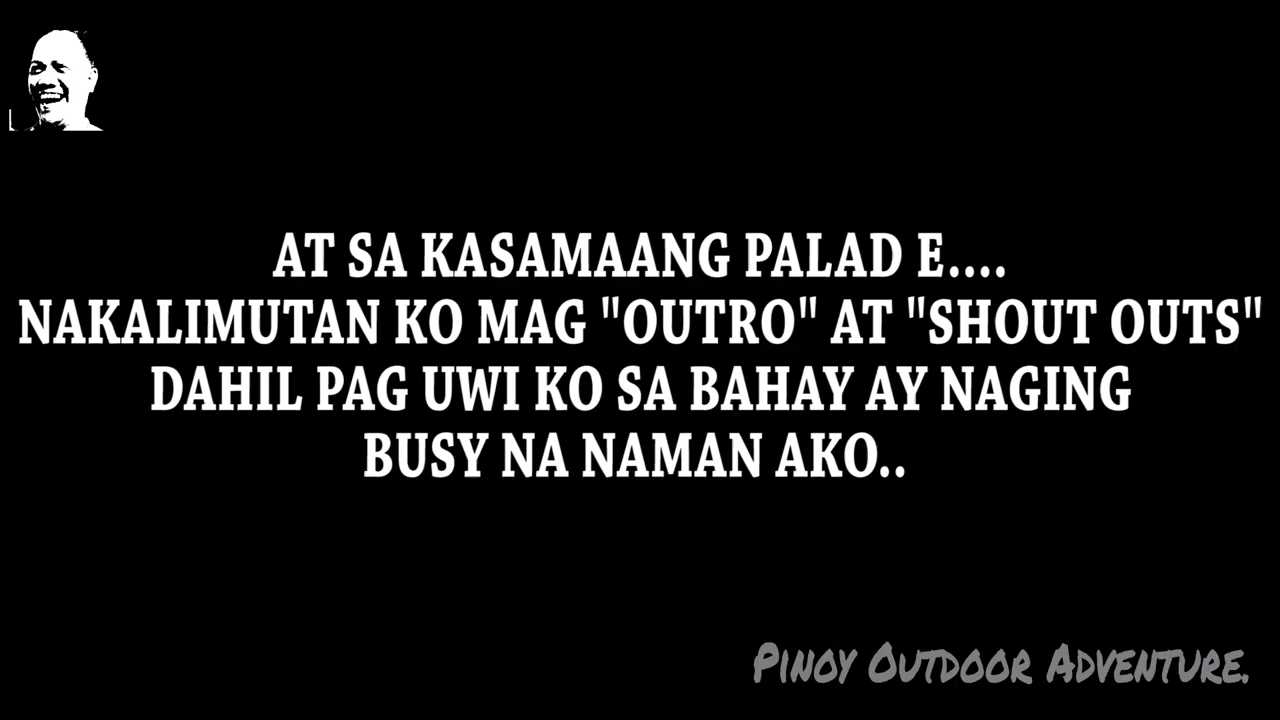 AT SA KASAMAANG PALAD E....
NAKALIMUTAN KO MAG "OUTRO" AT "SHOUT OUTS"
DAHIL PAG UWI KO SA BAHAY AY NAGING
BUSY NA NAMAN AKO..
PINOY OUTDOOR ADVENTURE.